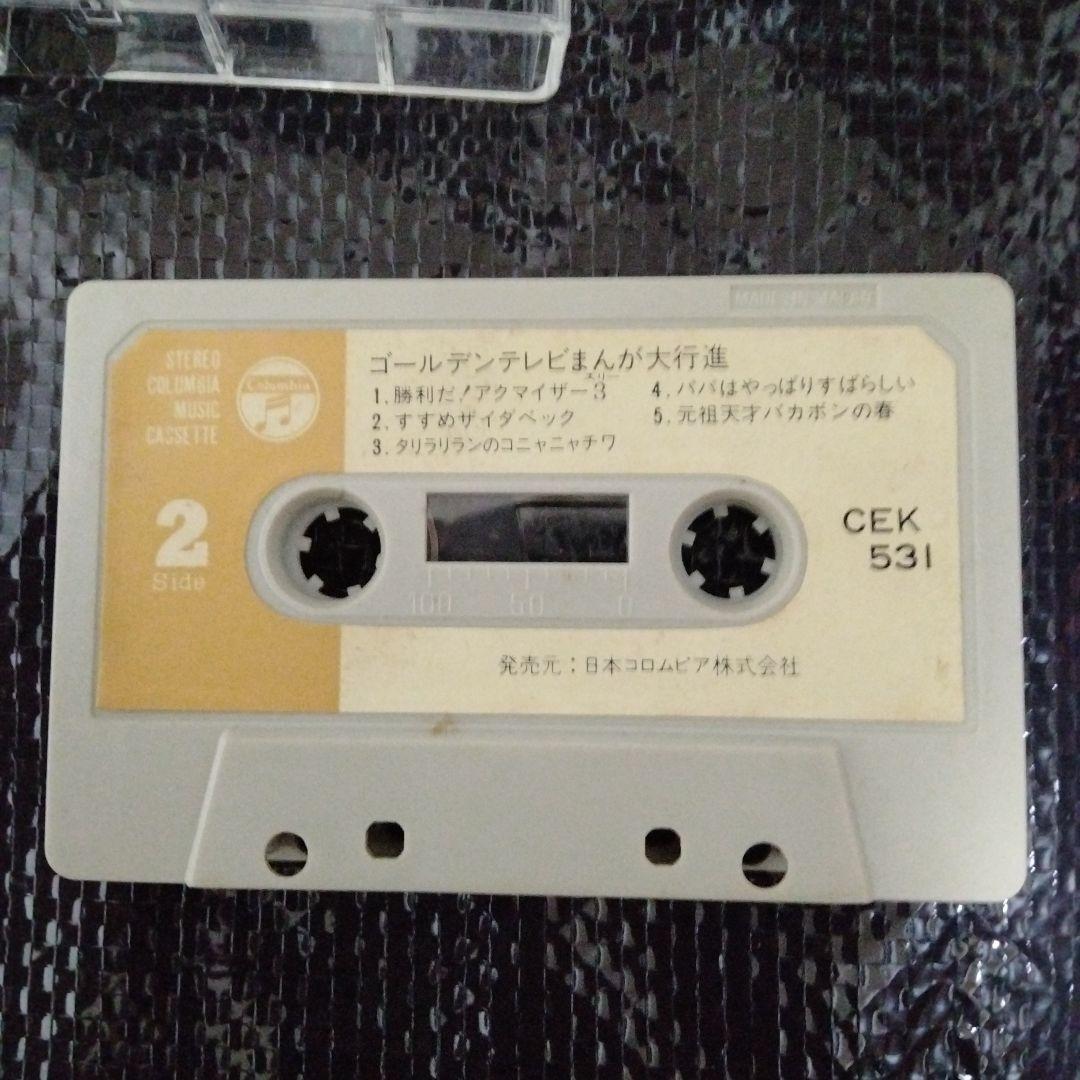 MADE IN JAPAN
STEREO
COLUMBIA
MUSIC
CASSETTE
Columbia
ゴールデンテレビまんが大行進
1. 勝利だ!アクマイザー3
スリー
2. すすめザイダベック
3. タリラリランのコニャニャチワ
4. パパはやっぱりすばらしい
5. 元祖天才バカボンの春
2
Side
CEK
531
100 50 0
発売元:日本コロムビア株式会社